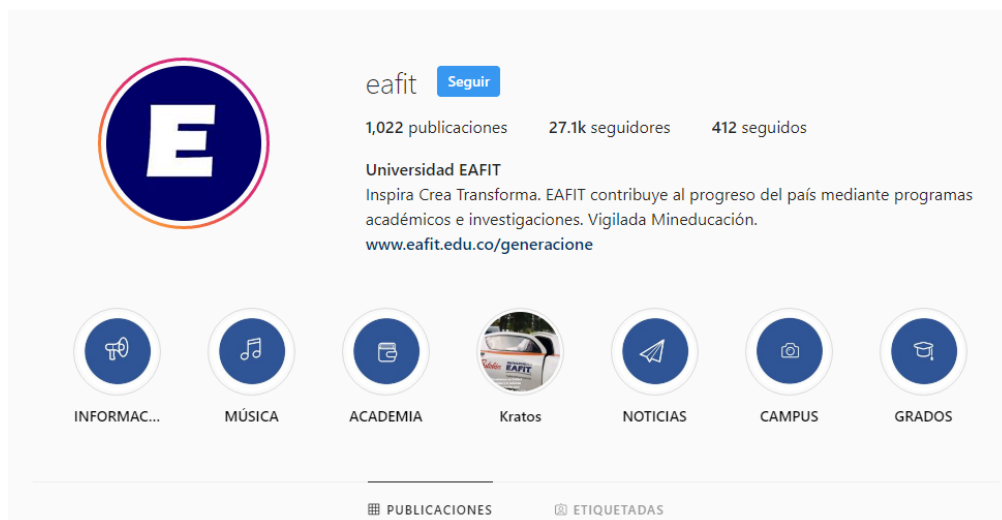 E
eafit Seguir
1,022 publicaciones 27.1k seguidores 412 seguidos
Universidad EAFIT
Inspira Crea Transforma. EAFIT contribuye al progreso del país mediante programas
académicos e investigaciones. Vigilada Mineducación.
www.eafit.edu.co/generacione
EAFIT
INFORMAC... MÚSICA ACADEMIA Kratos NOTICIAS CAMPUS GRADOS
PUBLICACIONES ETIQUETADAS